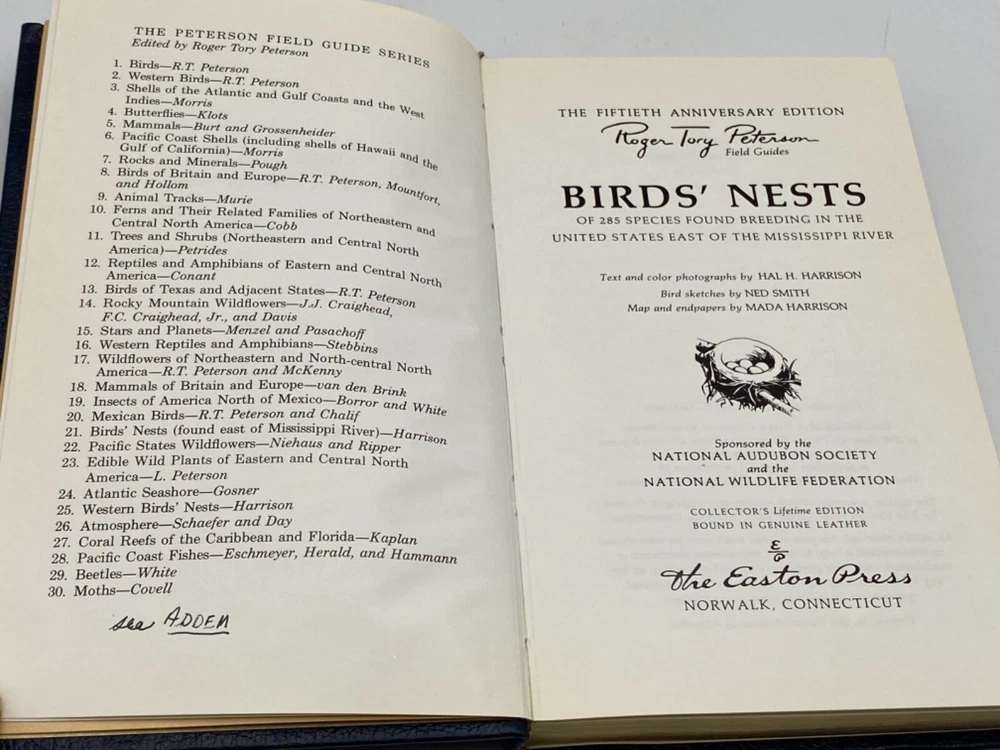 THE PETERSON FIELD GUIDE SERIES
Edited by Roger Tory Peterson
1. Birds—R.T. Peterson
2. Western Birds—R.T. Peterson
3. Shells of the Atlantic and Gulf Coasts and the West
Indies—Morris
4. Butterflies—Klots
5. Mammals—Burt and Grossenheider
6. Pacific Coast Shells (including shells of Hawaii and the
Gulf of California)—Morris
7. Rocks and Minerals—Pough
8. Birds of Britain and Europe—R.T. Peterson, Mountfort,
and Hollom
9. Animal Tracks—Murie
10. Ferns and Their Related Families of Northeastern and
Central North America—Cobb
11. Trees and Shrubs (Northeastern and Central North
America)—Petrides
12. Reptiles and Amphibians of Eastern and Central North
America—Conant
13. Birds of Texas and Adjacent States—R.T. Peterson
14. Rocky Mountain Wildflowers—J.J. Craighead,
F.C. Craighead, Jr., and Davis
15. Stars and Planets—Menzel and Pasachoff
16. Western Reptiles and Amphibians—Stebbins
17. Wildflowers of Northeastern and North-central North
America—R.T. Peterson and McKenny
18. Mammals of Britain and Europe—van den Brink
19. Insects of America North of Mexico—Borror and White
20. Mexican Birds—R.T. Peterson and Chalif
21. Birds' Nests (found east of Mississippi River)—Harrison
22. Pacific States Wildflowers—Niehaus and Ripper
23. Edible Wild Plants of Eastern and Central North
America—L. Peterson
24. Atlantic Seashore—Gosner
25. Western Birds' Nests—Harrison
26. Atmosphere—Schaefer and Day
27. Coral Reefs of the Caribbean and Florida—Kaplan
28. Pacific Coast Fishes—Eschmeyer, Herald, and Hammann
29. Beetles—White
30. Moths—Covell
see ADDEN
THE FIFTIETH ANNIVERSARY EDITION
Roger Tory Peterson
Field Guides
BIRDS' NESTS
OF 285 SPECIES FOUND BREEDING IN THE
UNITED STATES EAST OF THE MISSISSIPPI RIVER
Text and color photographs by HAL H. HARRISON
Bird sketches by NED SMITH
Map and endpapers by MADA HARRISON
Sponsored by the
NATIONAL AUDUBON SOCIETY
and the
NATIONAL WILDLIFE FEDERATION
COLLECTOR'S Lifetime EDITION
BOUND IN GENUINE LEATHER
E
P
The Easton Press
NORWALK, CONNECTICUT